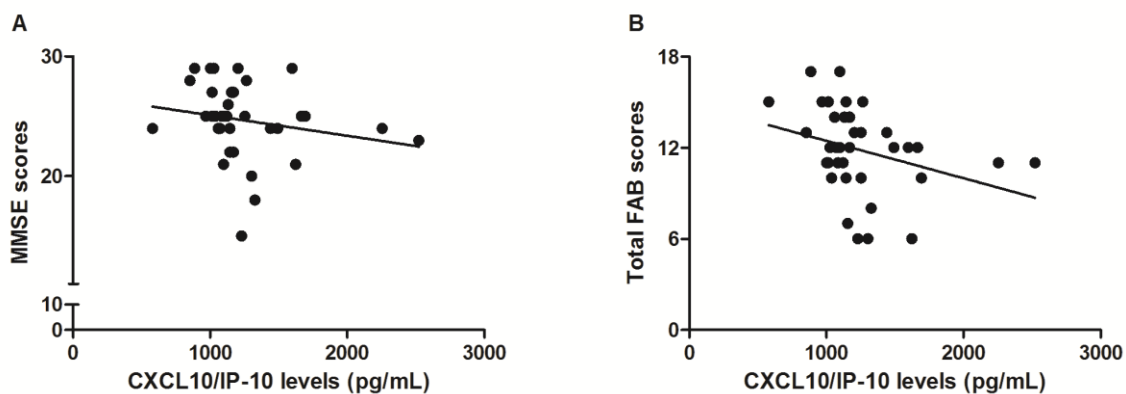 A
MMSE scores
30
20
10
0
0 1000 2000 3000
CXCL10/IP-10 levels (pg/mL)
B
Total FAB scores
18
12
6
0
0 1000 2000 3000
CXCL10/IP-10 levels (pg/mL)